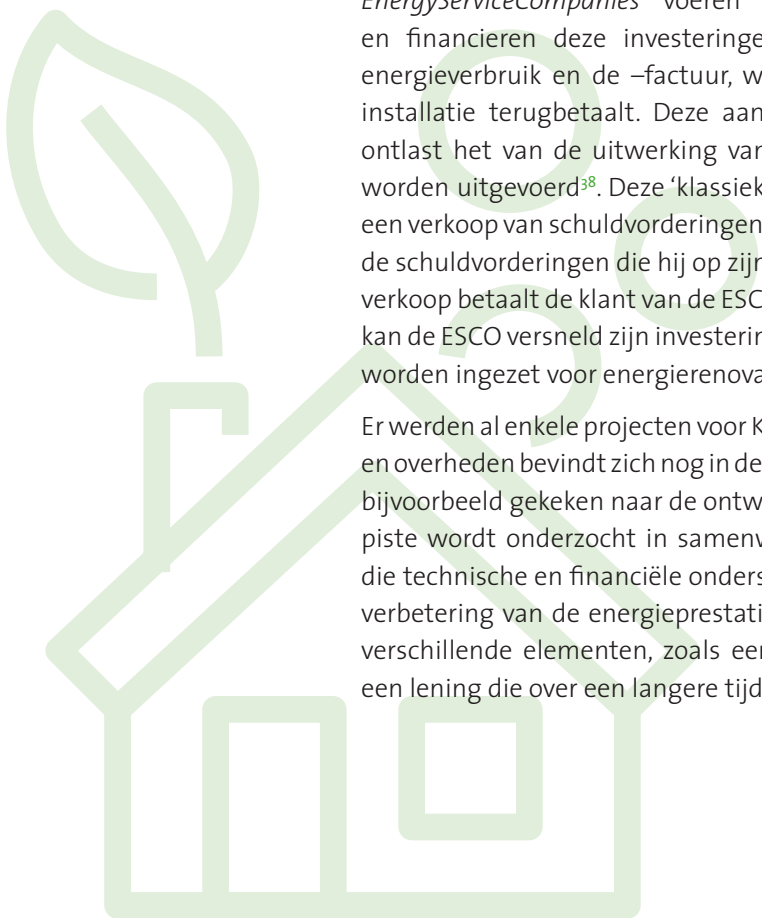 EnergyServiceCompanies voeren
en financieren deze investeringe
energieverbruik en de –factuur, w
installatie terugbetaalt. Deze aan
ontlast het van de uitwerking van
worden uitgevoerd³⁸. Deze ‘klassiek
een verkoop van schuldvorderingen
de schuldvorderingen die hij op zijn
verkoop betaalt de klant van de ESC
kan de ESCO versneld zijn investerin
worden ingezet voor energierenova
Er werden al enkele projecten voor K
en overheden bevindt zich nog in de
bijvoorbeeld gekeken naar de ontw
piste wordt onderzocht in samenw
die technische en financiële onders
verbetering van de energieprestati
verschillende elementen, zoals een
een lening die over een langere tijd